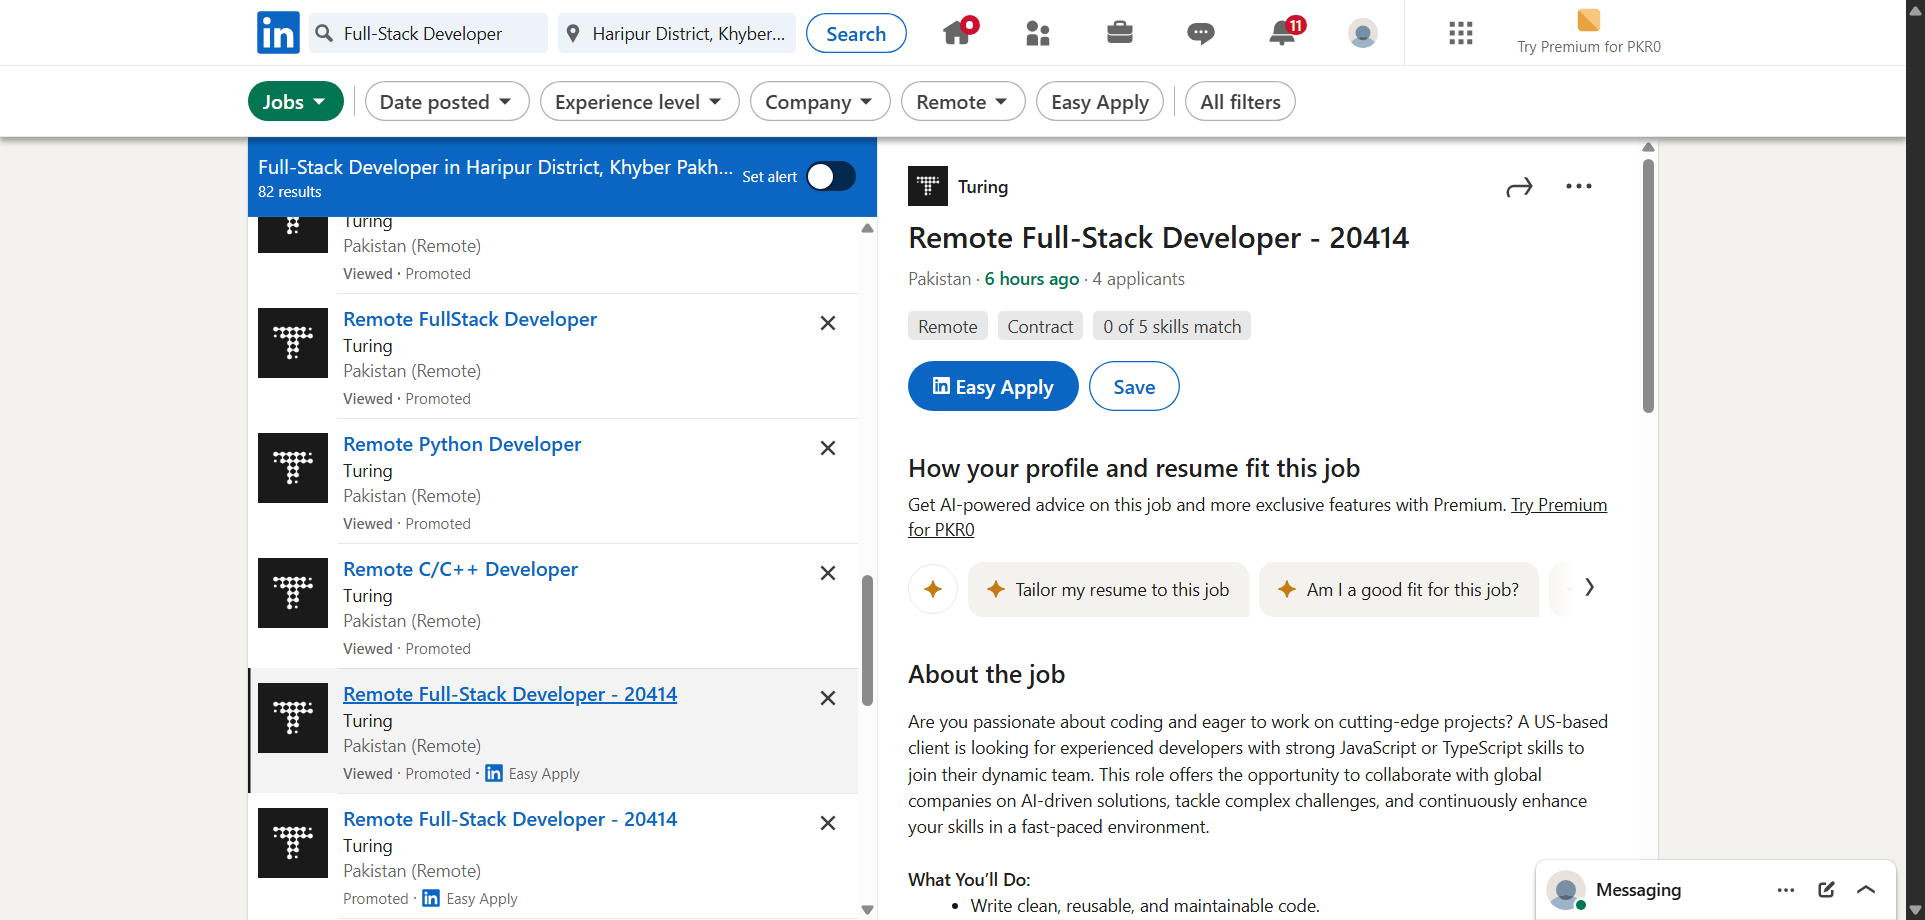 in
Full-Stack Developer
Haripur District, Khyber...
Search
11
Try Premium for PKR0
Jobs
Date posted
Experience level
Company
Remote
Easy Apply
All filters
Full-Stack Developer in Haripur District, Khyber Pakh...
82 results
Set alert
Turing
Pakistan (Remote)
Viewed · Promoted
Remote FullStack Developer
Turing
Pakistan (Remote)
Viewed · Promoted
Remote Python Developer
Turing
Pakistan (Remote)
Viewed · Promoted
Remote C/C++ Developer
Turing
Pakistan (Remote)
Viewed · Promoted
Remote Full-Stack Developer - 20414
Turing
Pakistan (Remote)
Viewed · Promoted · in Easy Apply
Remote Full-Stack Developer - 20414
Turing
Pakistan (Remote)
Promoted · in Easy Apply
Turing
Remote Full-Stack Developer - 20414
Pakistan · 6 hours ago · 4 applicants
Remote
Contract
0 of 5 skills match
in Easy Apply
Save
How your profile and resume fit this job
Get AI-powered advice on this job and more exclusive features with Premium. Try Premium
for PKR0
Tailor my resume to this job
Am I a good fit for this job?
About the job
Are you passionate about coding and eager to work on cutting-edge projects? A US-based
client is looking for experienced developers with strong JavaScript or TypeScript skills to
join their dynamic team. This role offers the opportunity to collaborate with global
companies on AI-driven solutions, tackle complex challenges, and continuously enhance
your skills in a fast-paced environment.
What You'll Do:
• Write clean, reusable, and maintainable code.
Messaging